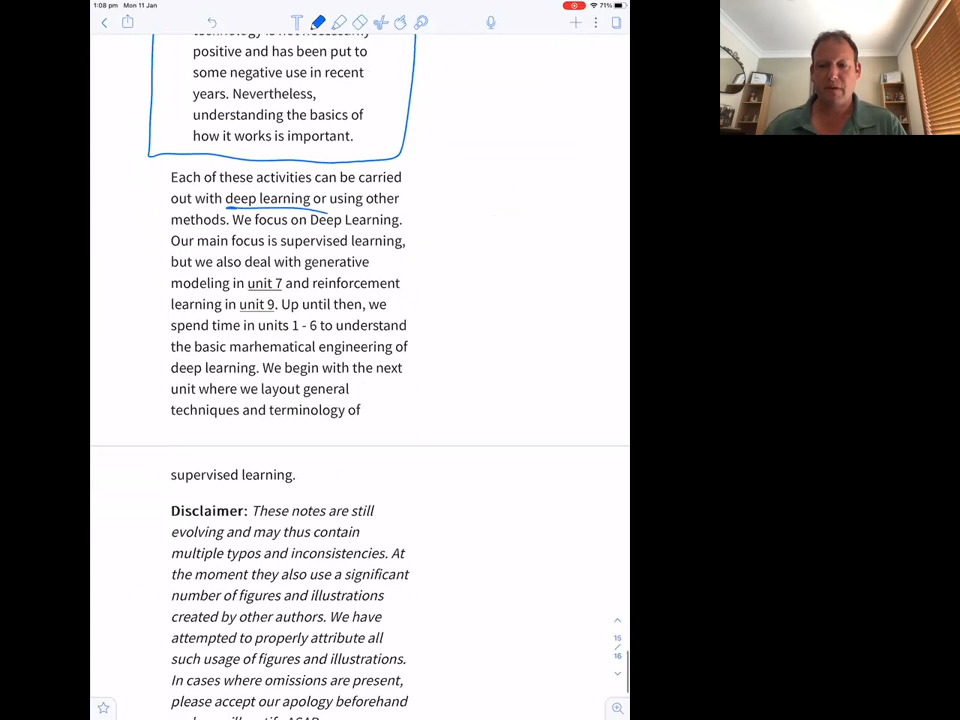 1:08 pm Mon 11 Jan
71%
technology is not necessarily
positive and has been put to
some negative use in recent
years. Nevertheless,
understanding the basics of
how it works is important.
Each of these activities can be carried
out with deep learning or using other
methods. We focus on Deep Learning.
Our main focus is supervised learning,
but we also deal with generative
modeling in unit 7 and reinforcement
learning in unit 9. Up until then, we
spend time in units 1 - 6 to understand
the basic marhematical engineering of
deep learning. We begin with the next
unit where we layout general
techniques and terminology of
supervised learning.
Disclaimer: These notes are still
evolving and may thus contain
multiple typos and inconsistencies. At
the moment they also use a significant
number of figures and illustrations
created by other authors. We have
attempted to properly attribute all
such usage of figures and illustrations.
In cases where omissions are present,
please accept our apology beforehand
15
/
16